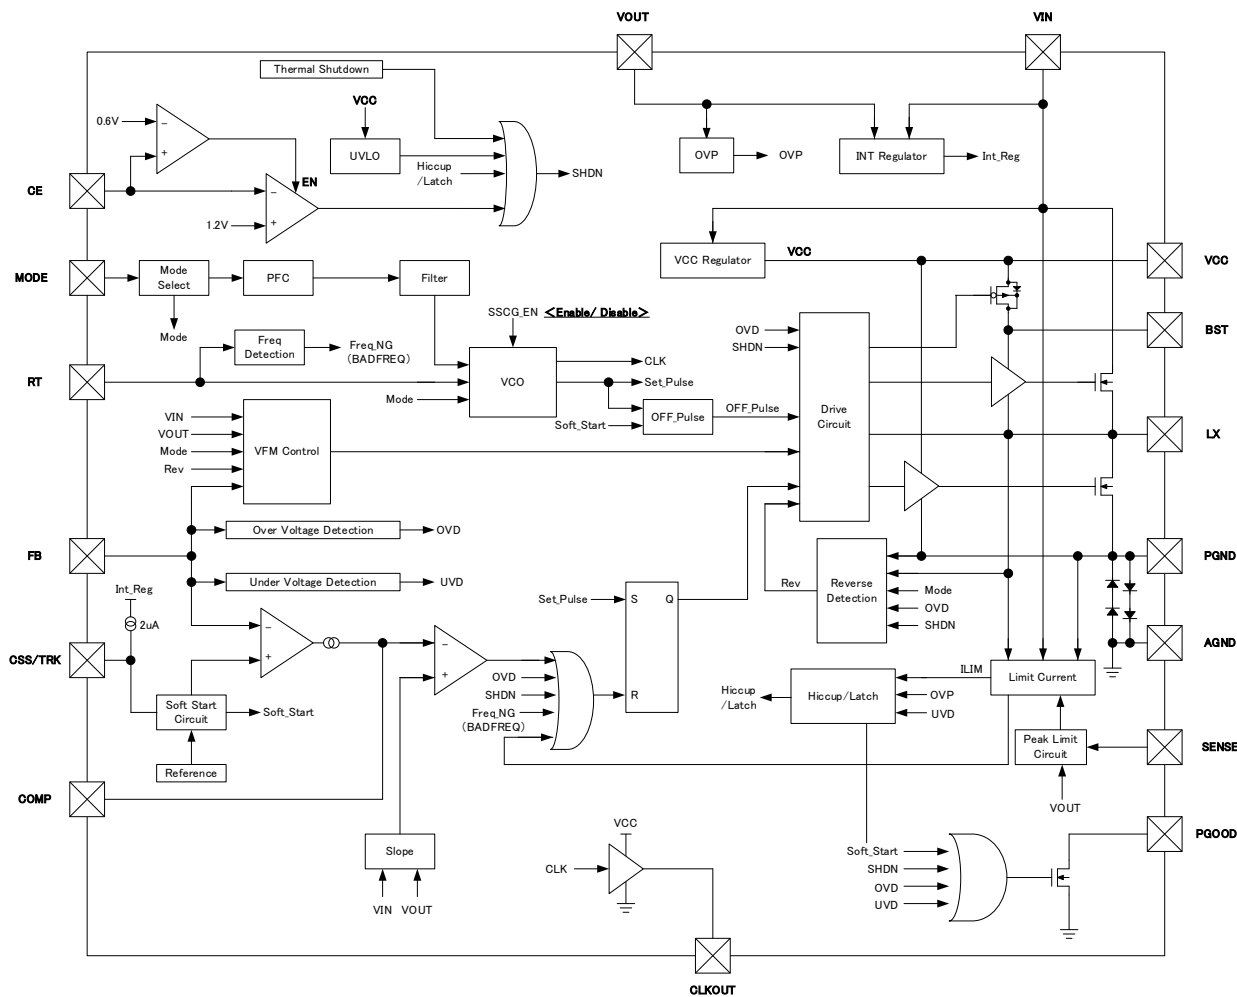 VOUT
VIN
Thermal Shutdown
VCC
0.6V
−
+
UVLO
Hiccup
/Latch
SHDN
OVP
OVP
INT Regulator
Int_Reg
CE
EN
−
1.2V
+
VCC Regulator
VCC
VCC
MODE
Mode
Select
PFC
Filter
Mode
SSCG_EN <Enable/ Disable>
BST
Freq
Detection
Freq_NG
(BADFREQ)
OVD
SHDN
RT
VCO
CLK
Set_Pulse
Mode
OFF_Pulse
OFF_Pulse
Soft_Start
Drive
Circuit
VIN
VOUT
Mode
Rev
VFM Control
LX
Over Voltage Detection
OVD
FB
PGND
Under Voltage Detection
UVD
Int_Reg
2uA
Set_Pulse
S
Q
R
Rev
Reverse
Detection
Mode
OVD
SHDN
−
+
−
+
CSS/TRK
AGND
OVD
SHDN
Freq_NG
(BADFREQ)
Soft Start
Circuit
Soft_Start
Reference
Hiccup
/Latch
Hiccup/Latch
ILIM
OVP
UVD
Limit Current
Peak Limit
Circuit
VOUT
SENSE
COMP
Slope
VIN
VOUT
VCC
CLK
Soft_Start
SHDN
OVD
UVD
PGOOD
CLKOUT